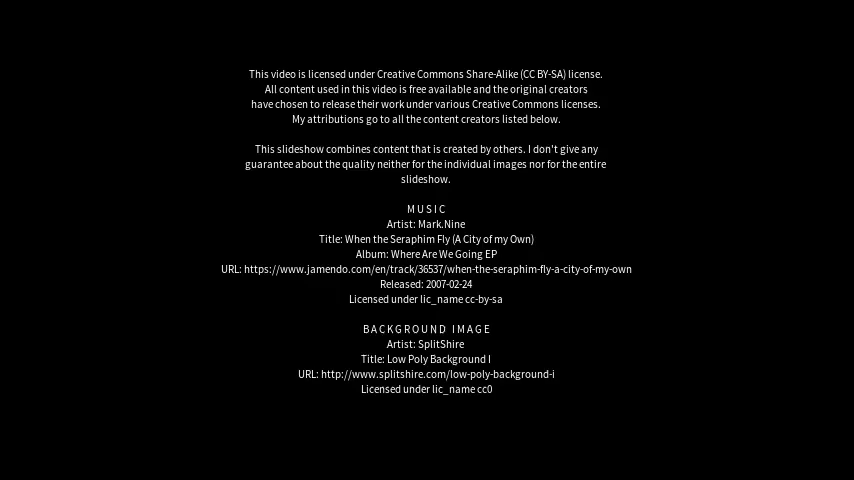 This video is licensed under Creative Commons Share-Alike (CC BY-SA) license.
All content used in this video is free available and the original creators
have chosen to release their work under various Creative Commons licenses.
My attributions go to all the content creators listed below.
This slideshow combines content that is created by others. I don't give any
guarantee about the quality neither for the individual images nor for the entire
slideshow.
MUSIC
Artist: Mark.Nine
Title: When the Seraphim Fly (A City of my Own)
Album: Where Are We Going EP
URL: https://www.jamendo.com/en/track/36537/when-the-seraphim-fly-a-city-of-my-own
Released: 2007-02-24
Licensed under lic_name cc-by-sa
BACKGROUND IMAGE
Artist: SplitShire
Title: Low Poly Background I
URL: http://www.splitshire.com/low-poly-background-i
Licensed under lic_name cc0